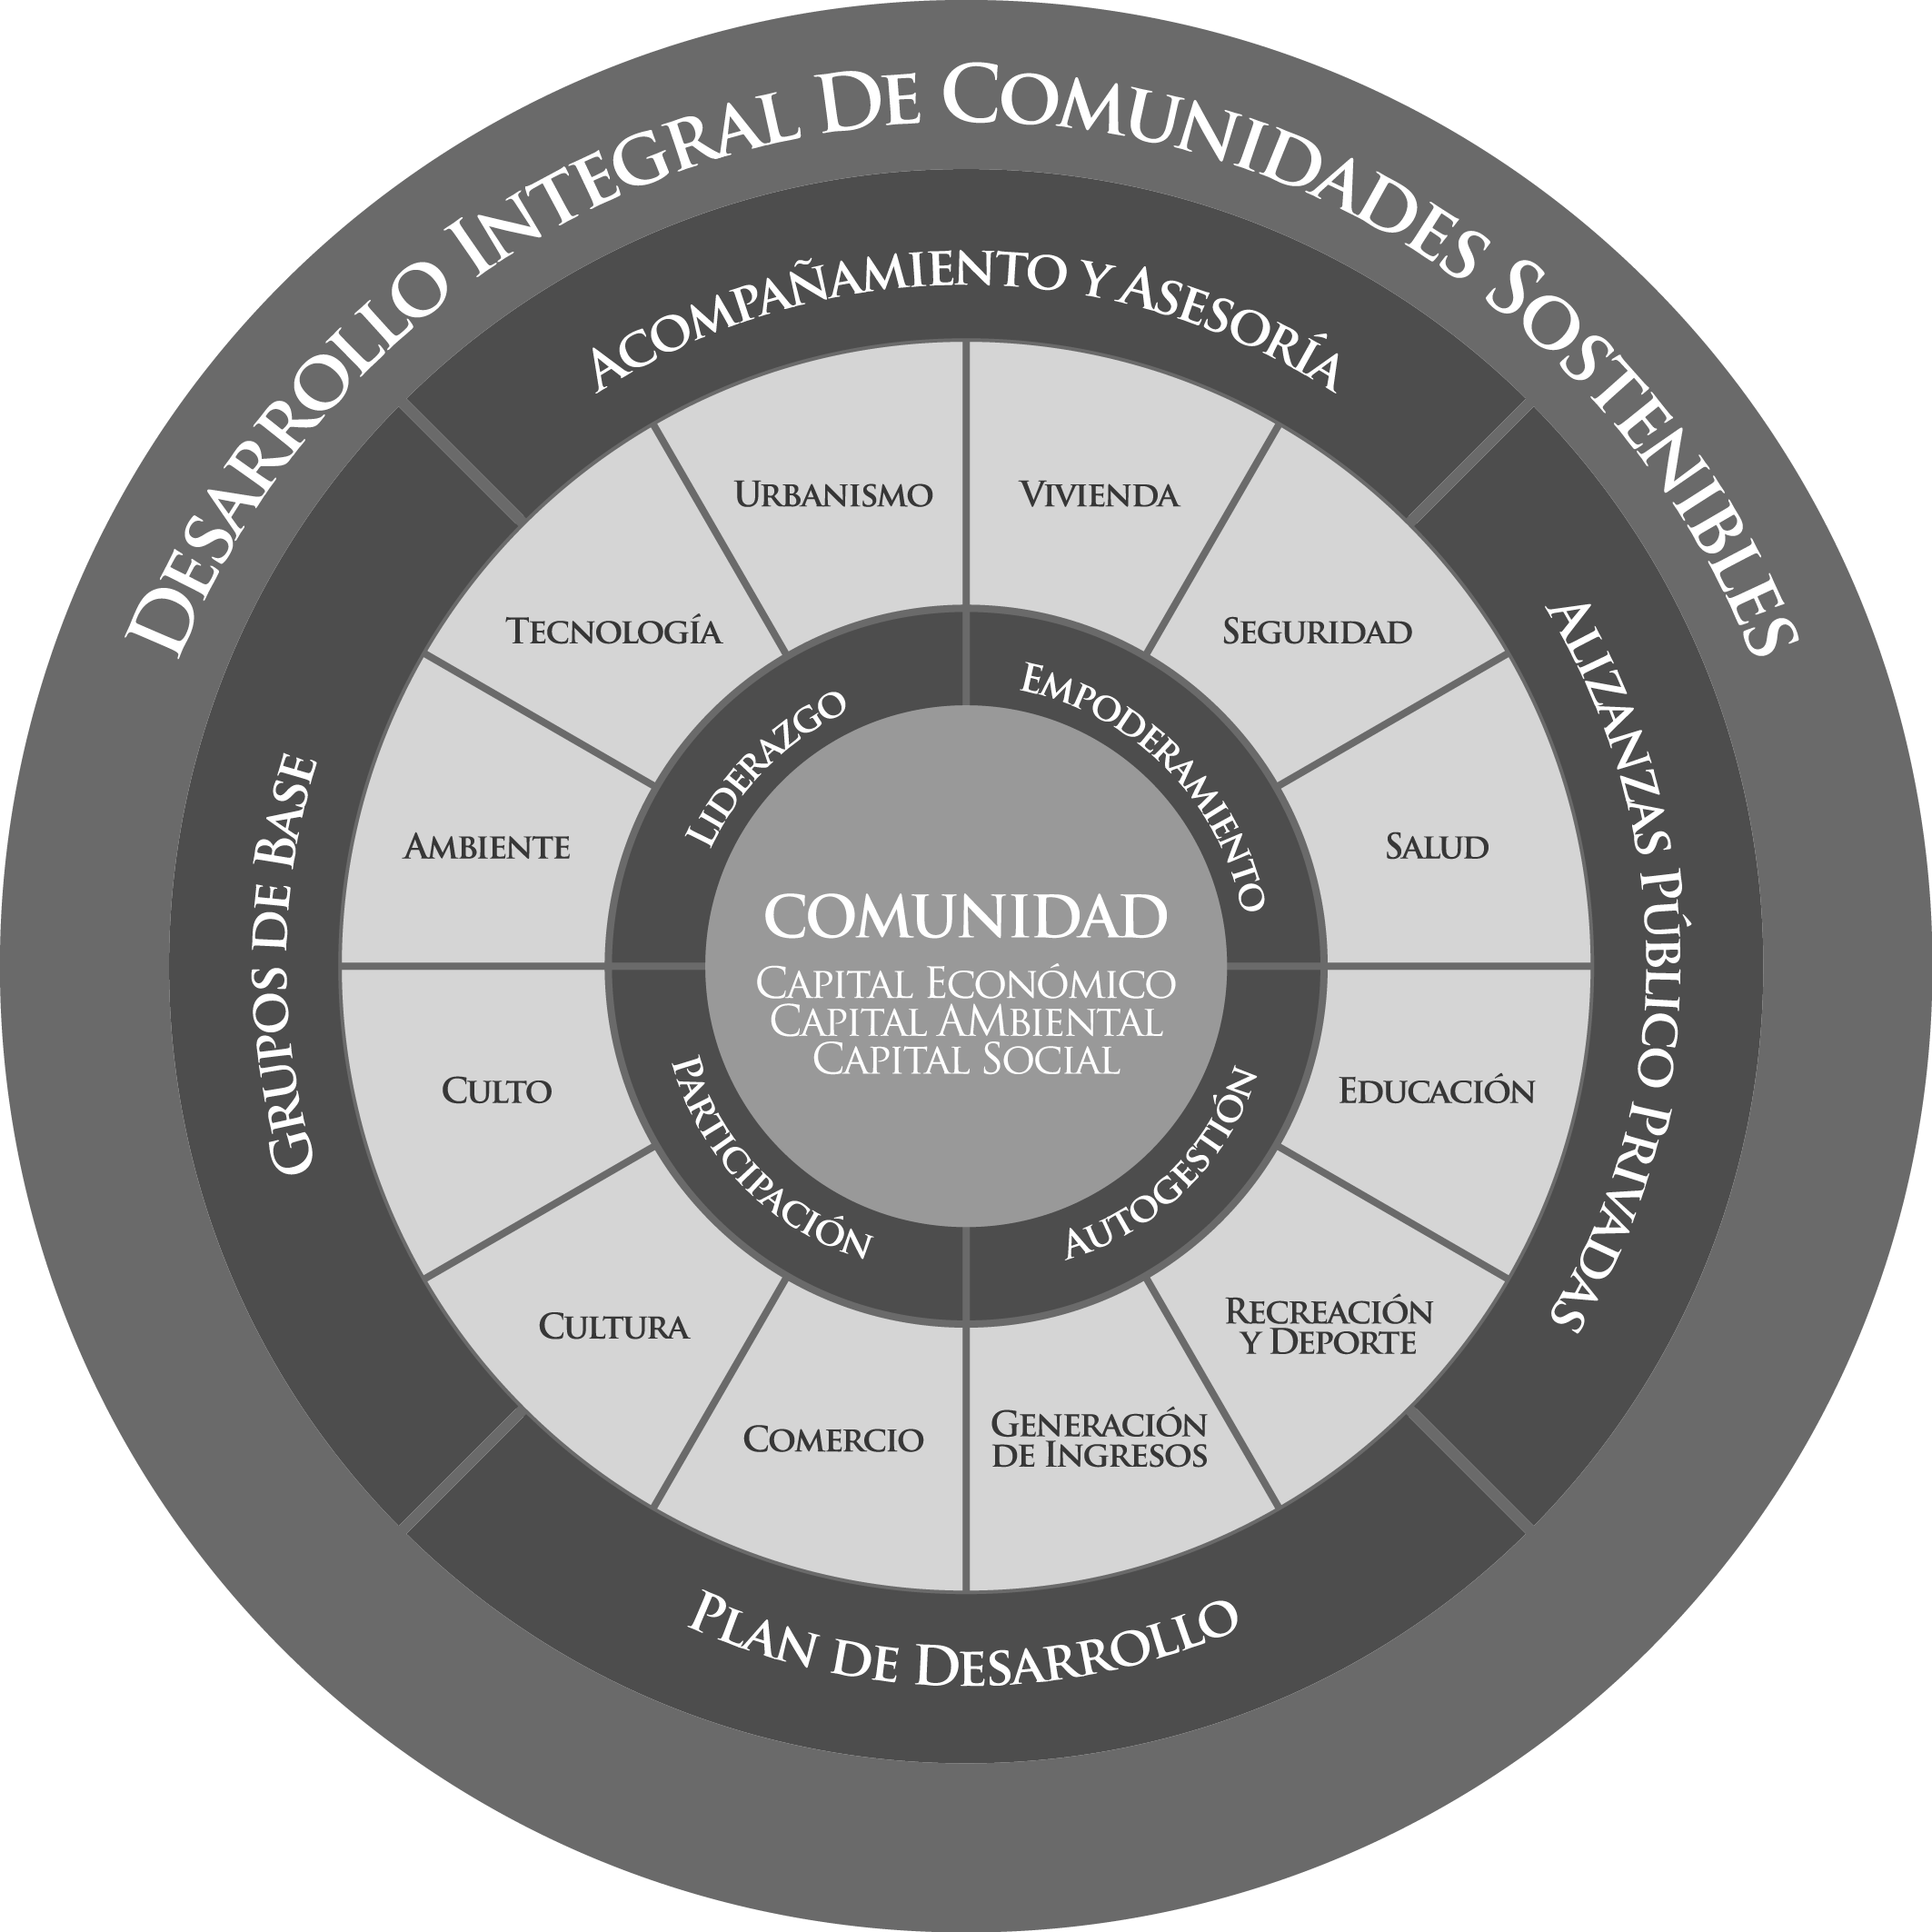 Desarrollo Integral De Comunidades Sostenibles
Acompañamiento y Asesoría
Alizanzas Público Privadas
Plan de Desarrollo
Grupos de Base
Urbanismo
Vivienda
Seguridad
Salud
Educación
Recreación
y Deporte
Generación
de Ingresos
Comercio
Cultura
Culto
Ambiente
Tecnología
Liderazgo
Empoderamiento
Autogestión
Participación
COMUNIDAD
Capital Económico
Capital Ambiental
Capital Social